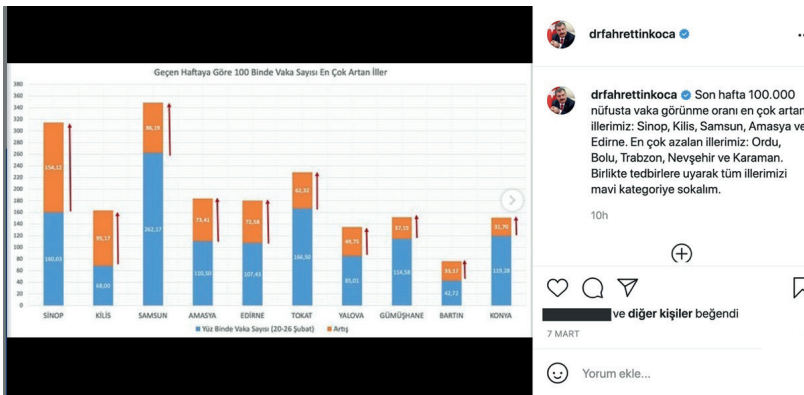 Geçen Haftaya Göre 100 Binde Vaka Sayısı En Çok Artan İller
380
360
340
320
300
280
260
240
220
200
180
160
140
120
100
80
60
40
20
0
154,12
160,03
95,17
68,00
86,19
262,17
73,41
110,50
72,58
107,43
62,32
166,50
49,75
85,01
37,19
114,58
33,17
42,72
31,76
119,28
SİNOP KİLİS SAMSUN AMASYA EDİRNE TOKAT YALOVA GÜMÜŞHANE BARTIN KONYA
Yüz Binde Vaka Sayısı (20-26 Şubat) Artış
drfahrettinkoca
drfahrettinkoca Son hafta 100.000
nüfusta vaka görünme oranı en çok artan
illerimiz: Sinop, Kilis, Samsun, Amasya ve
Edirne. En çok azalan illerimiz: Ordu,
Bolu, Trabzon, Nevşehir ve Karaman.
Birlikte tedbirlere uyarak tüm illerimizi
mavi kategoriye sokalım.
10h
ve diğer kişiler beğendi
7 MART
Yorum ekle...